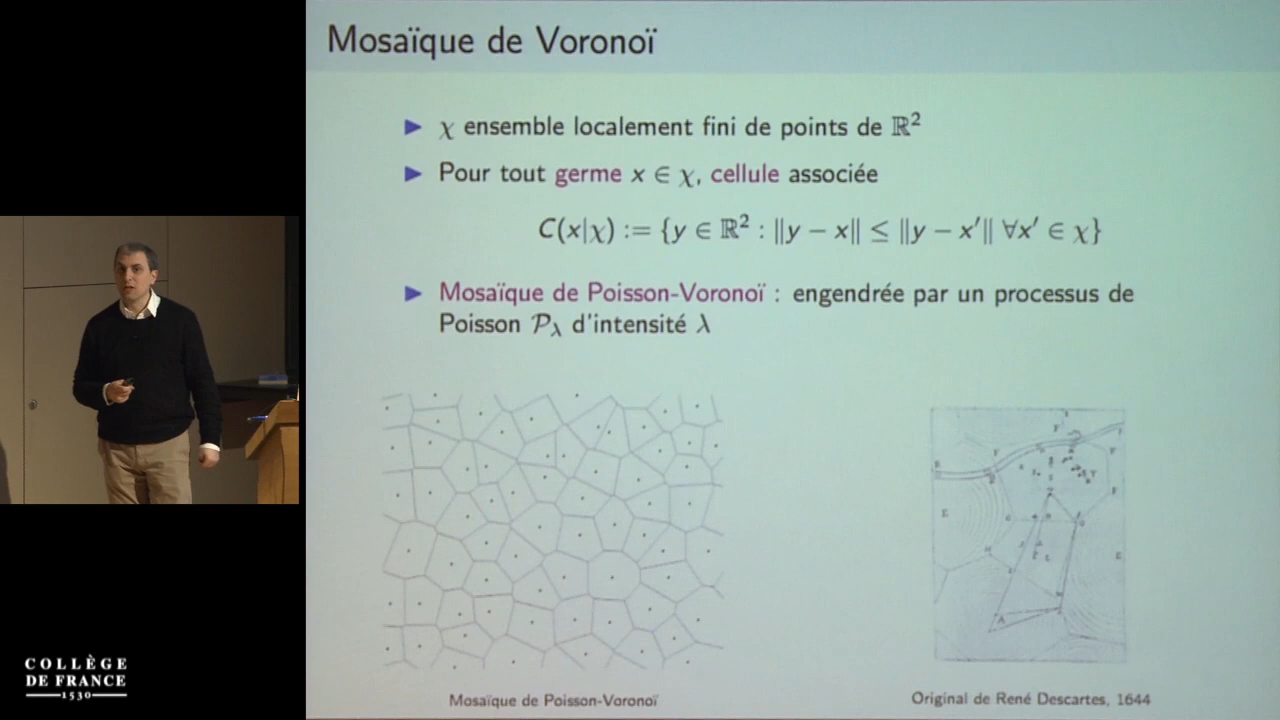 Mosaïque de Voronoï
▶ χ ensemble localement fini de points de ℝ²
▶ Pour tout germe x ∈ χ, cellule associée
C(x|χ) := {y ∈ ℝ² : ‖y − x‖ ≤ ‖y − x′‖ ∀x′ ∈ χ}
▶ Mosaïque de Poisson-Voronoï : engendrée par un processus de
Poisson 𝒫λ d'intensité λ
Mosaïque de Poisson-Voronoï
Original de René Descartes, 1644
COLLÈGE
DE FRANCE
1530